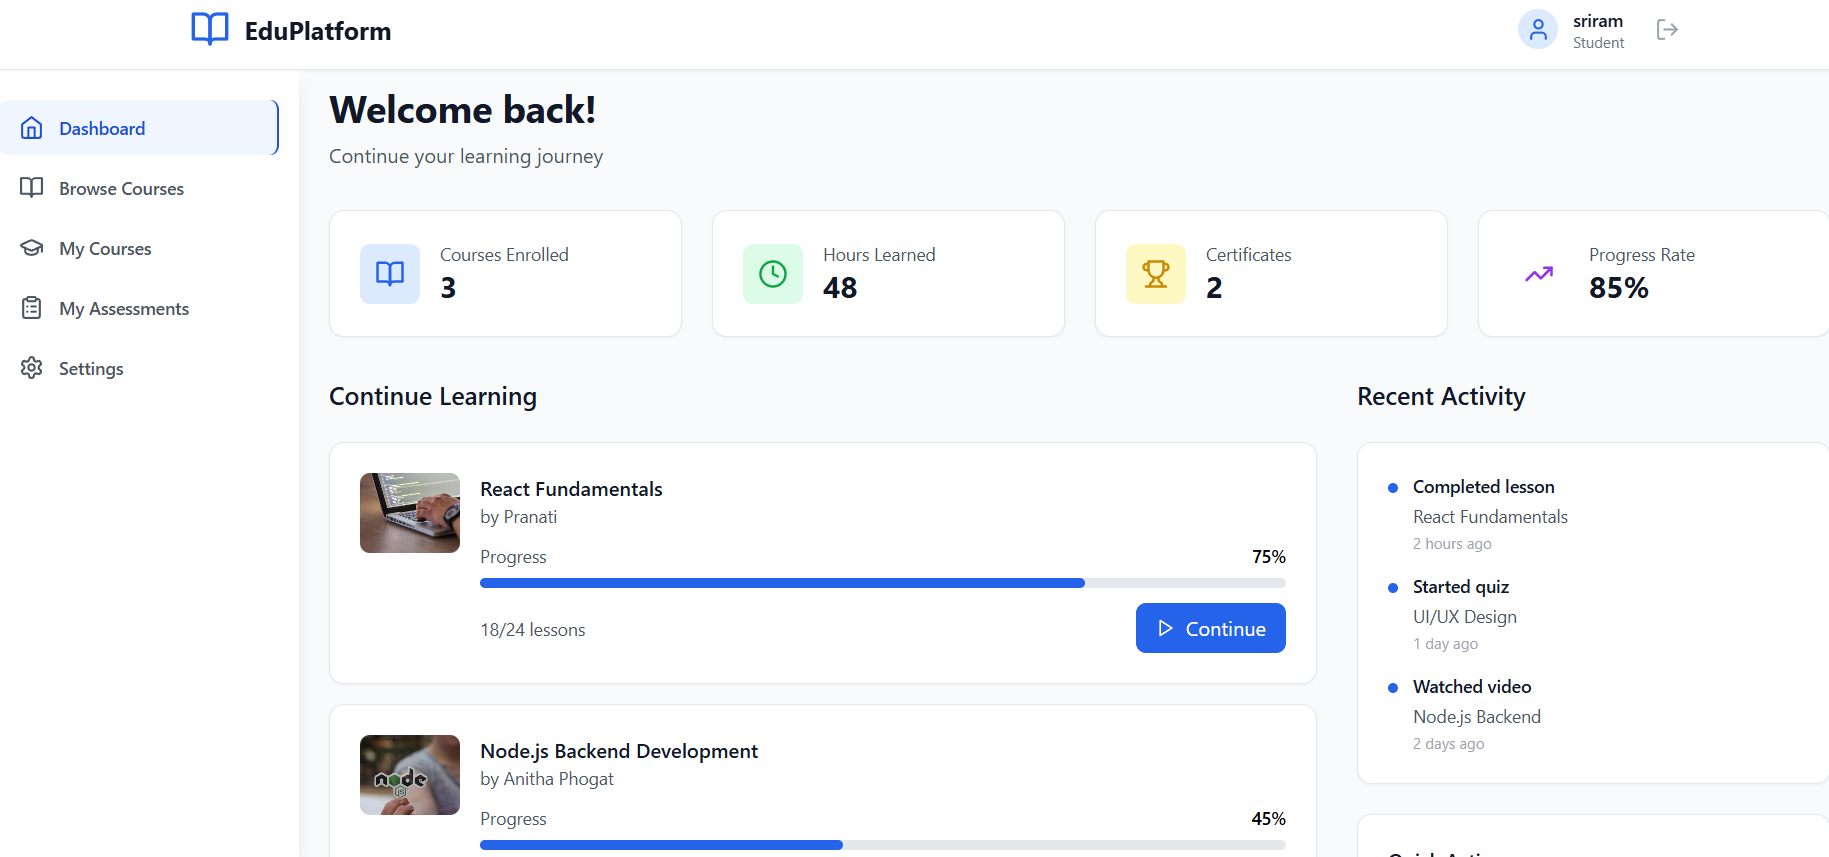 EduPlatform
sriram
Student
Dashboard
Browse Courses
My Courses
My Assessments
Settings
Welcome back!
Continue your learning journey
Courses Enrolled
3
Hours Learned
48
Certificates
2
Progress Rate
85%
Continue Learning
React Fundamentals
by Pranati
Progress
75%
18/24 lessons
Continue
node
JS
Node.js Backend Development
by Anitha Phogat
Progress
45%
Recent Activity
Completed lesson
React Fundamentals
2 hours ago
Started quiz
UI/UX Design
1 day ago
Watched video
Node.js Backend
2 days ago